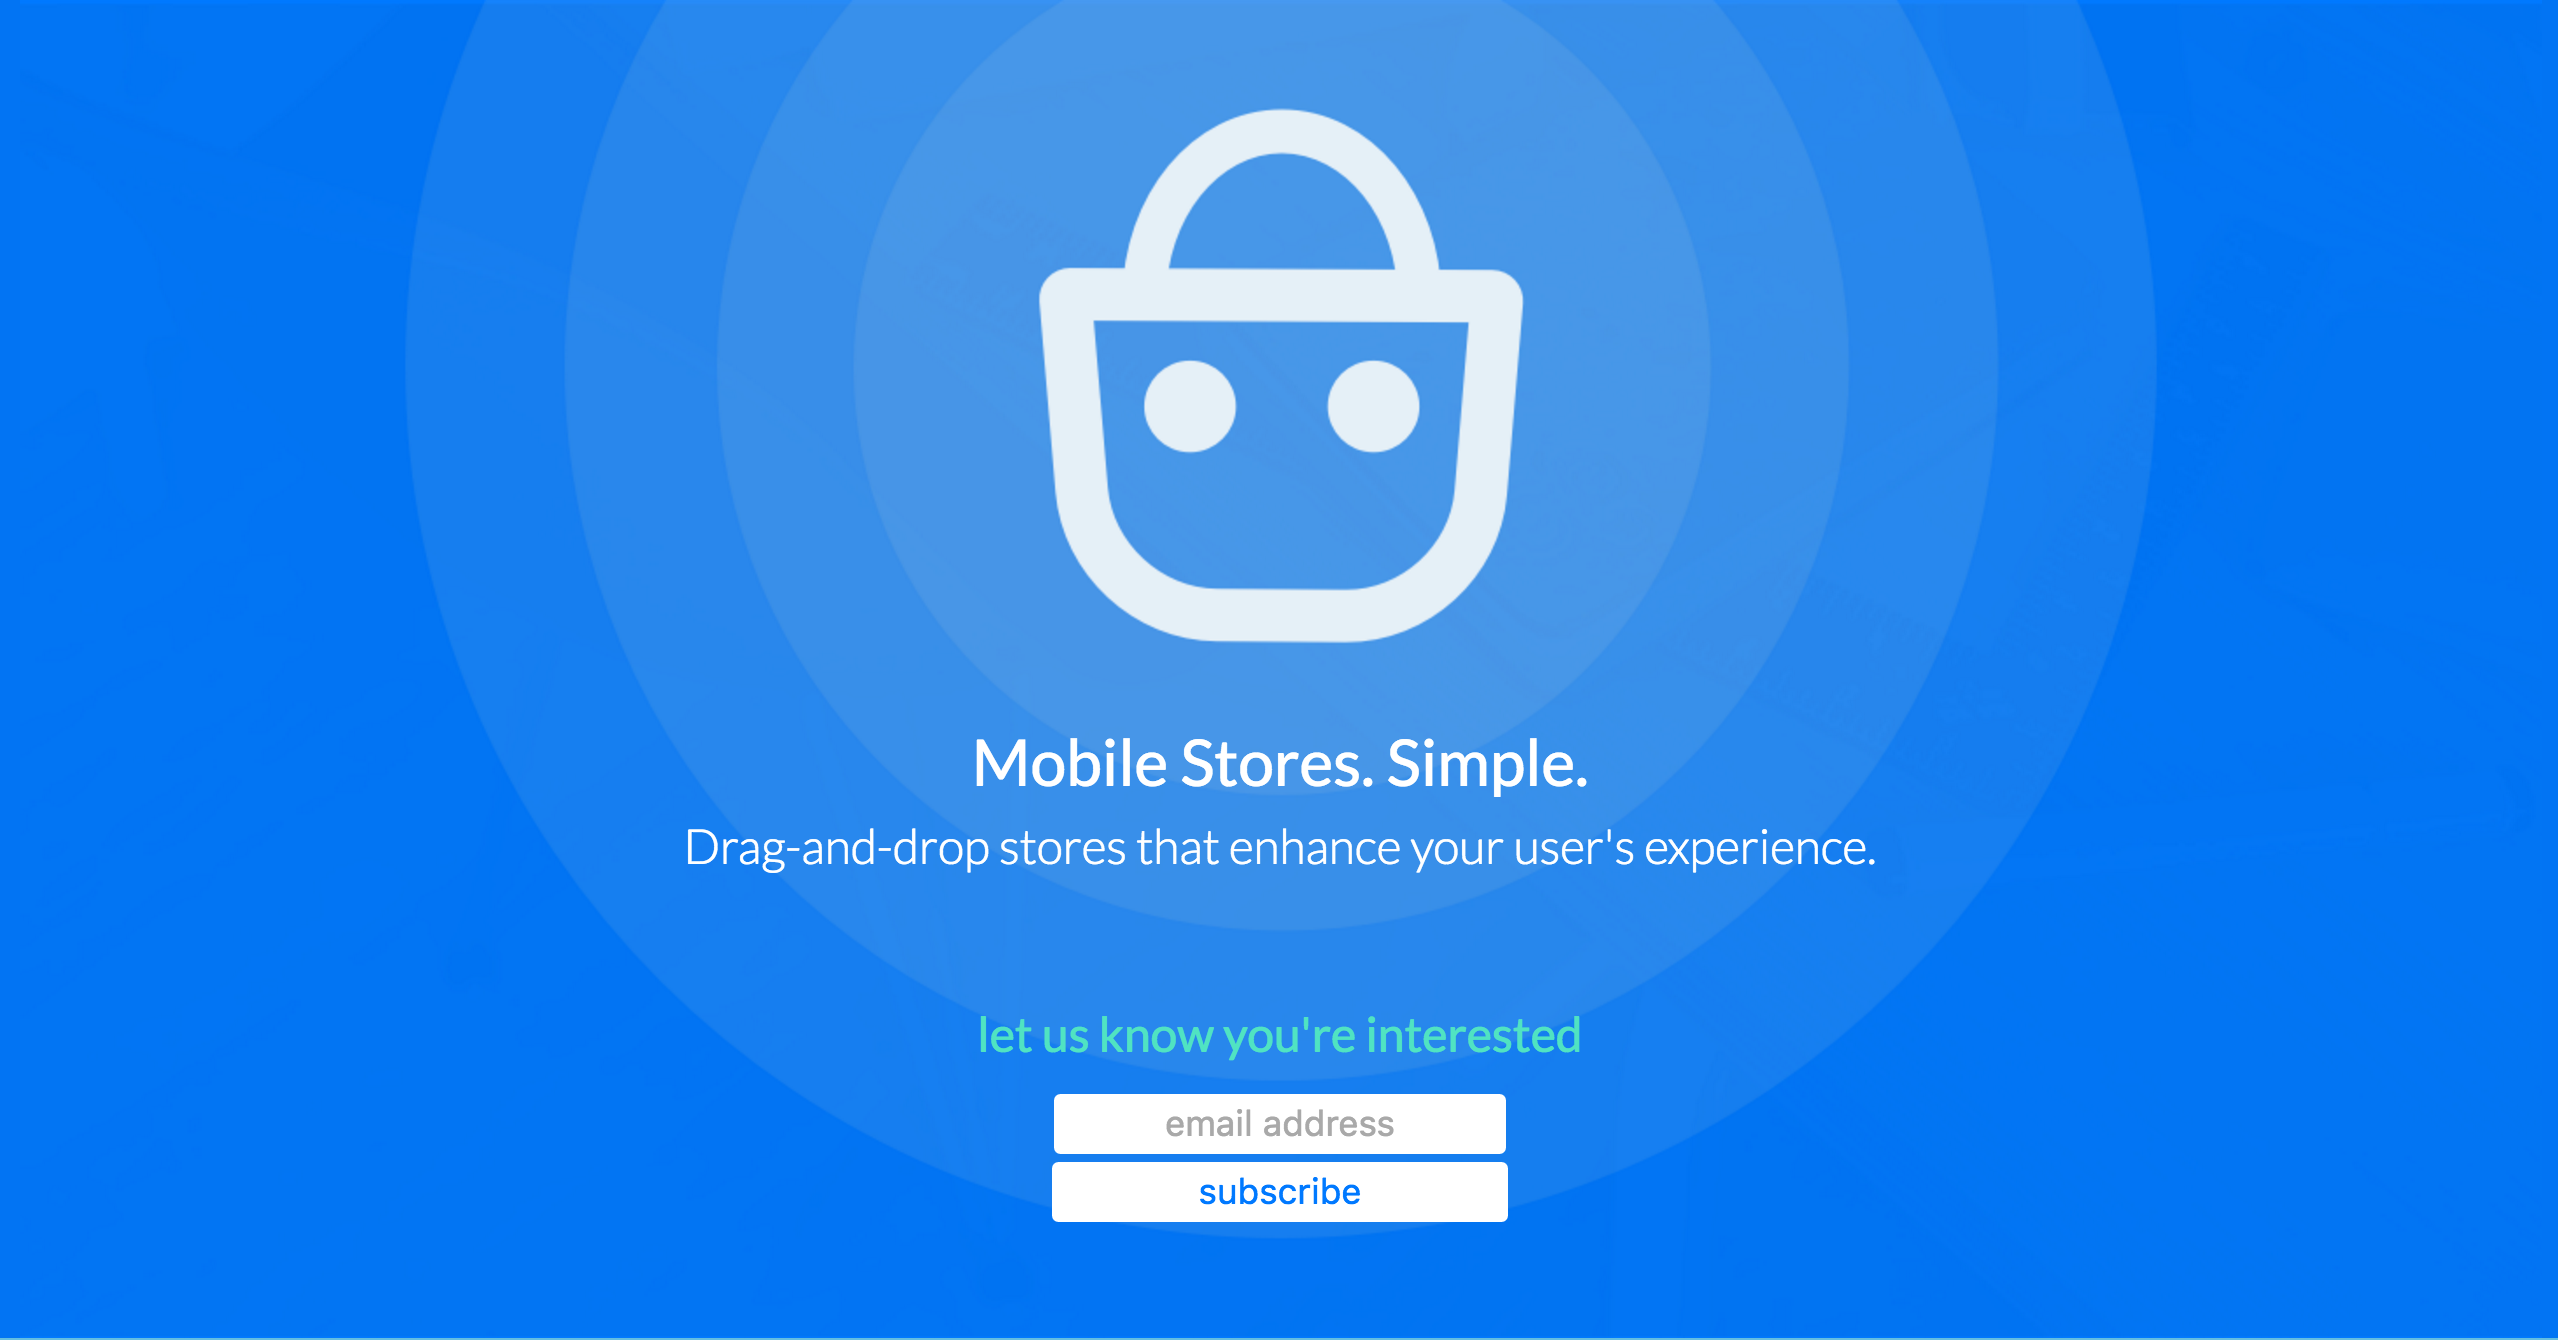 Mobile Stores. Simple.
Drag-and-drop stores that enhance your user's experience.
let us know you're interested
email address
subscribe